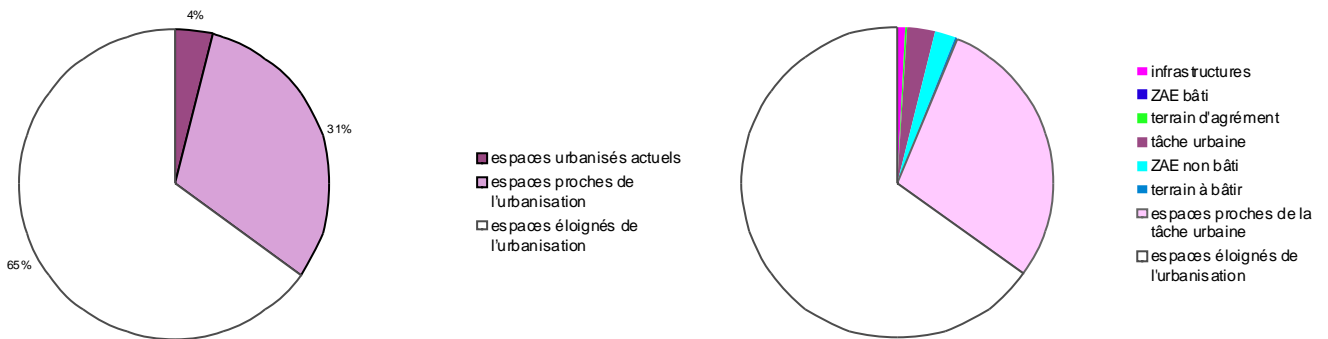 4%
31%
65%
espaces urbanisés actuels
espaces proches de
l'urbanisation
espaces éloignés de
l'urbanisation
infrastructures
ZAE bâti
terrain d'agrément
tâche urbaine
ZAE non bâti
terrain à bâtir
espaces proches de la
tâche urbaine
espaces éloignés de
l'urbanisation